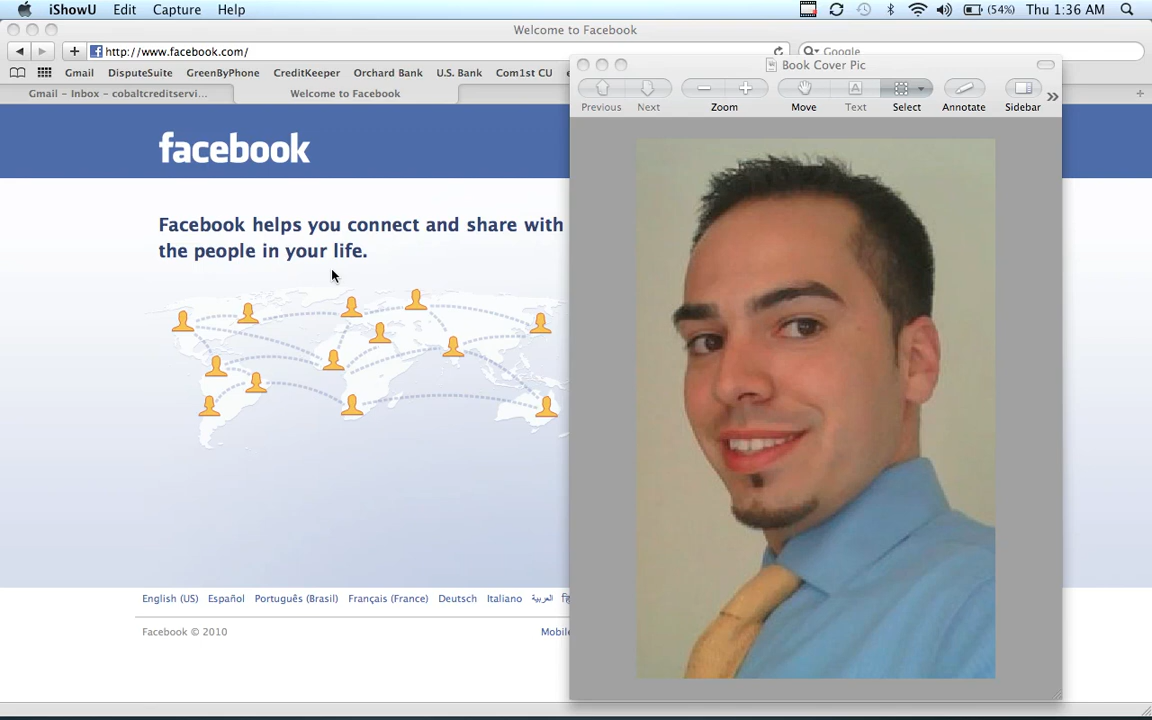 iShowU Edit Capture Help (54%) Thu 1:36 AM
Welcome to Facebook
http://www.facebook.com/ Google
Gmail DisputeSuite GreenByPhone CreditKeeper Orchard Bank U.S. Bank Com1st CU
Gmail – Inbox – cobaltcreditservi... Welcome to Facebook
facebook
Facebook helps you connect and share with
the people in your life.
English (US) Español Português (Brasil) Français (France) Deutsch Italiano العربية
Facebook © 2010 Mobile
Book Cover Pic
Previous Next Zoom Move Text Select Annotate Sidebar